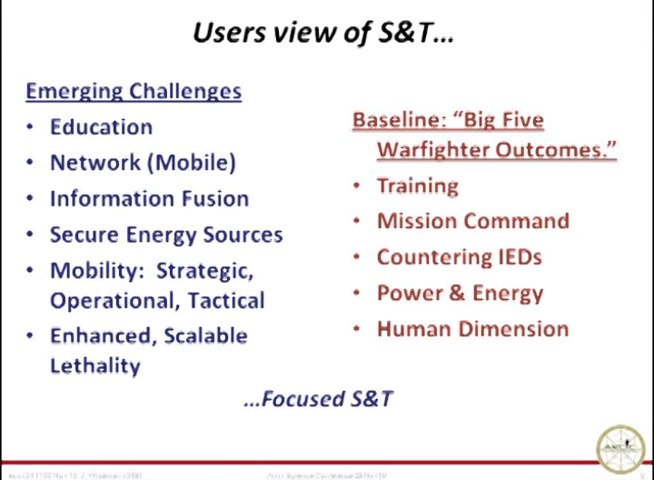 Users view of S&T...
Emerging Challenges
• Education
• Network (Mobile)
• Information Fusion
• Secure Energy Sources
• Mobility: Strategic,
Operational, Tactical
• Enhanced, Scalable
Lethality
Baseline: “Big Five
Warfighter Outcomes.”
• Training
• Mission Command
• Countering IEDs
• Power & Energy
• Human Dimension
...Focused S&T